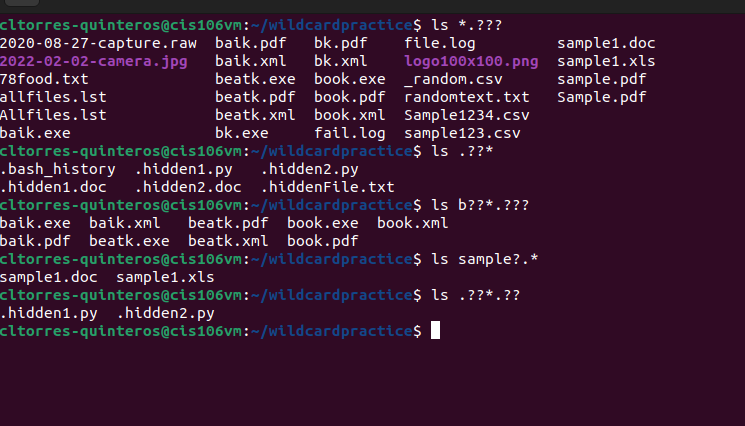 cltorres-quinteros@cis106vm:~/wildcardpractice$ ls *.???
2020-08-27-capture.raw  baik.pdf   bk.pdf    file.log         sample1.doc
2022-02-02-camera.jpg   baik.xml   bk.xml    logo100x100.png  sample1.xls
78food.txt              beatk.exe  book.exe  _random.csv      sample.pdf
allfiles.lst            beatk.pdf  book.pdf  randomtext.txt   Sample.pdf
Allfiles.lst            beatk.xml  book.xml  Sample1234.csv
baik.exe                bk.exe     fail.log  sample123.csv
cltorres-quinteros@cis106vm:~/wildcardpractice$ ls .??*
.bash_history  .hidden1.py   .hidden2.py
.hidden1.doc   .hidden2.doc  .hiddenFile.txt
cltorres-quinteros@cis106vm:~/wildcardpractice$ ls b??*.???
baik.exe  baik.xml   beatk.pdf  book.exe  book.xml
baik.pdf  beatk.exe  beatk.xml  book.pdf
cltorres-quinteros@cis106vm:~/wildcardpractice$ ls sample?.*
sample1.doc  sample1.xls
cltorres-quinteros@cis106vm:~/wildcardpractice$ ls .??*.??
.hidden1.py  .hidden2.py
cltorres-quinteros@cis106vm:~/wildcardpractice$